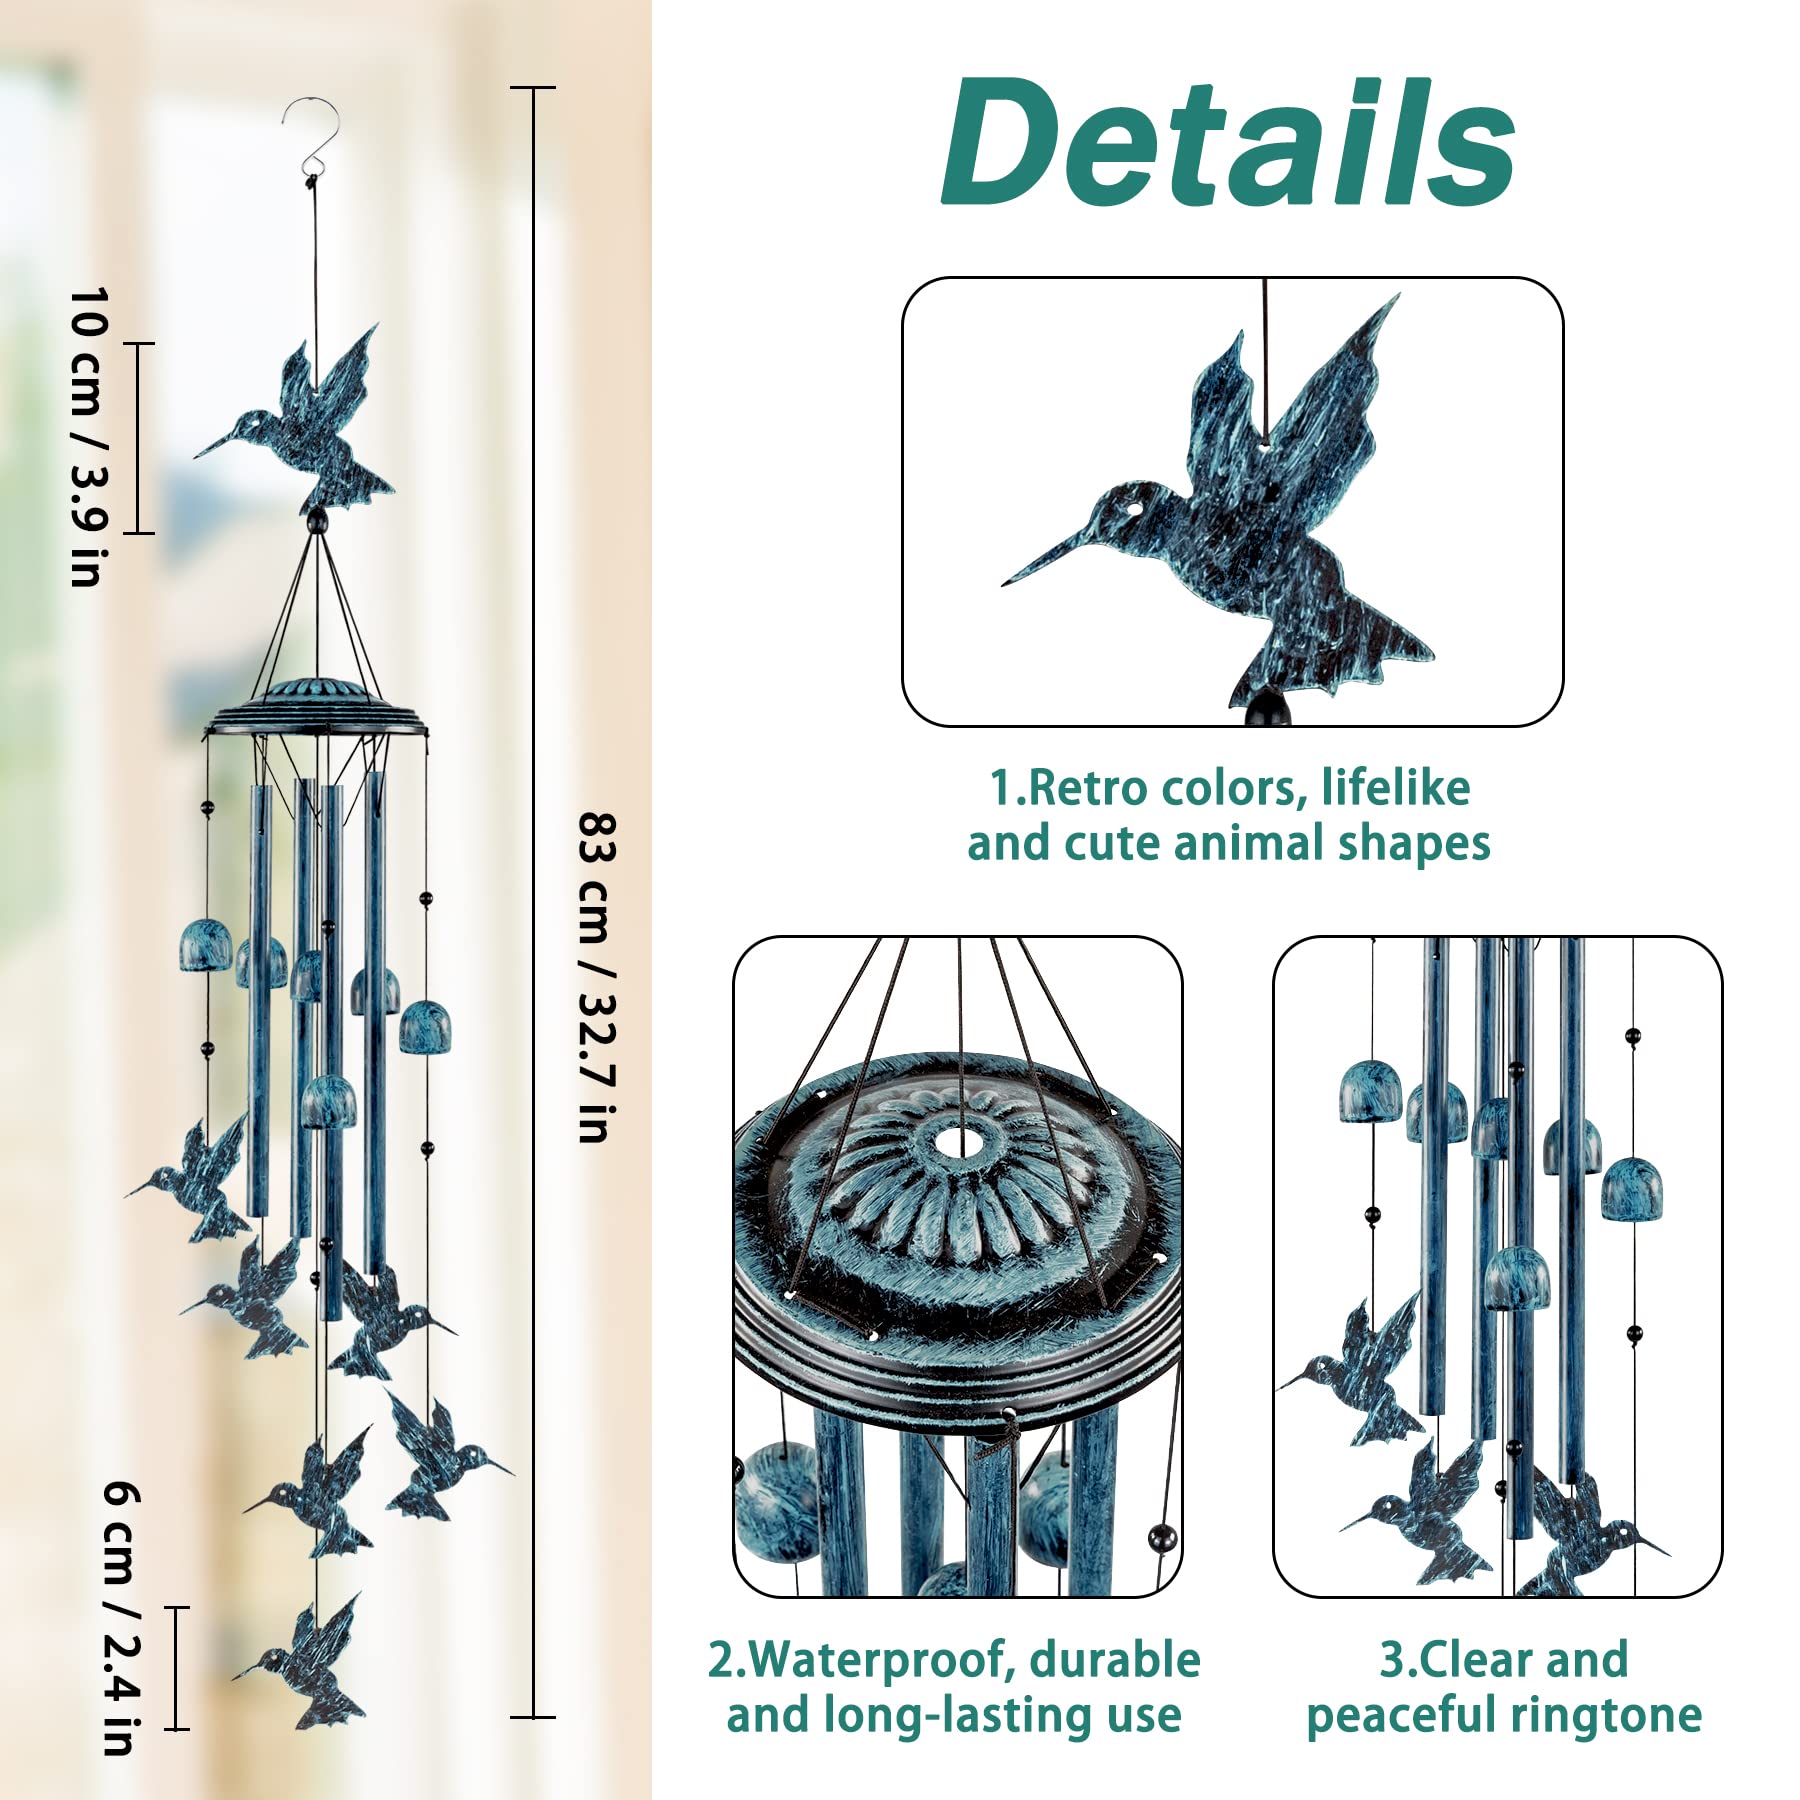 Details
10 cm / 3.9 in
83 cm / 32.7 in
6 cm / 2.4 in
1.Retro colors, lifelike
and cute animal shapes
2.Waterproof, durable
and long-lasting use
3.Clear and
peaceful ringtone